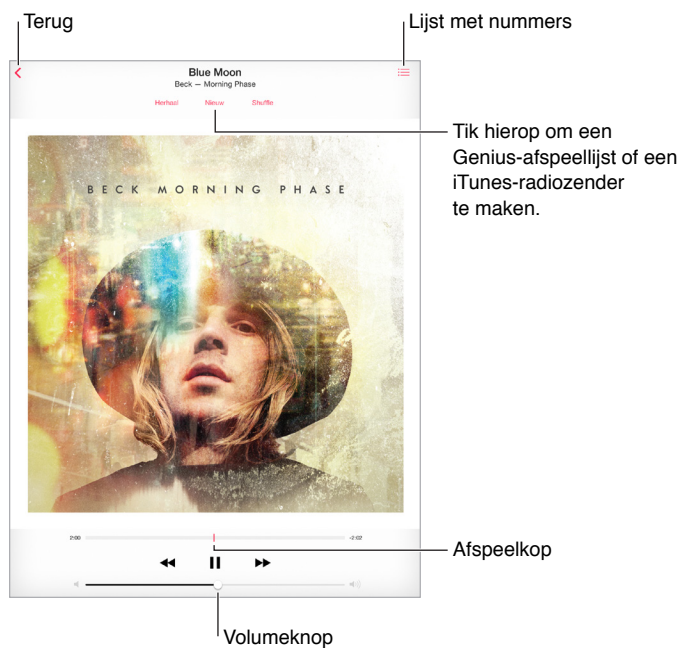 Terug
Lijst met nummers
Blue Moon
Beck — Morning Phase
Herhaal Nieuw Shuffle
Tik hierop om een
Genius-afspeellijst of een
iTunes-radiozender
te maken.
BECK MORNING PHASE
2:00 -2:02
Afspeelkop
Volumeknop